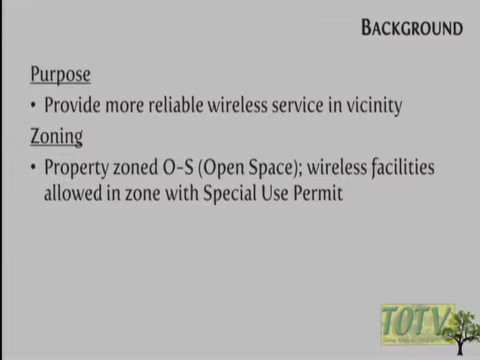 BACKGROUND
Purpose
• Provide more reliable wireless service in vicinity
Zoning
• Property zoned O-S (Open Space); wireless facilities
allowed in zone with Special Use Permit
TOTV